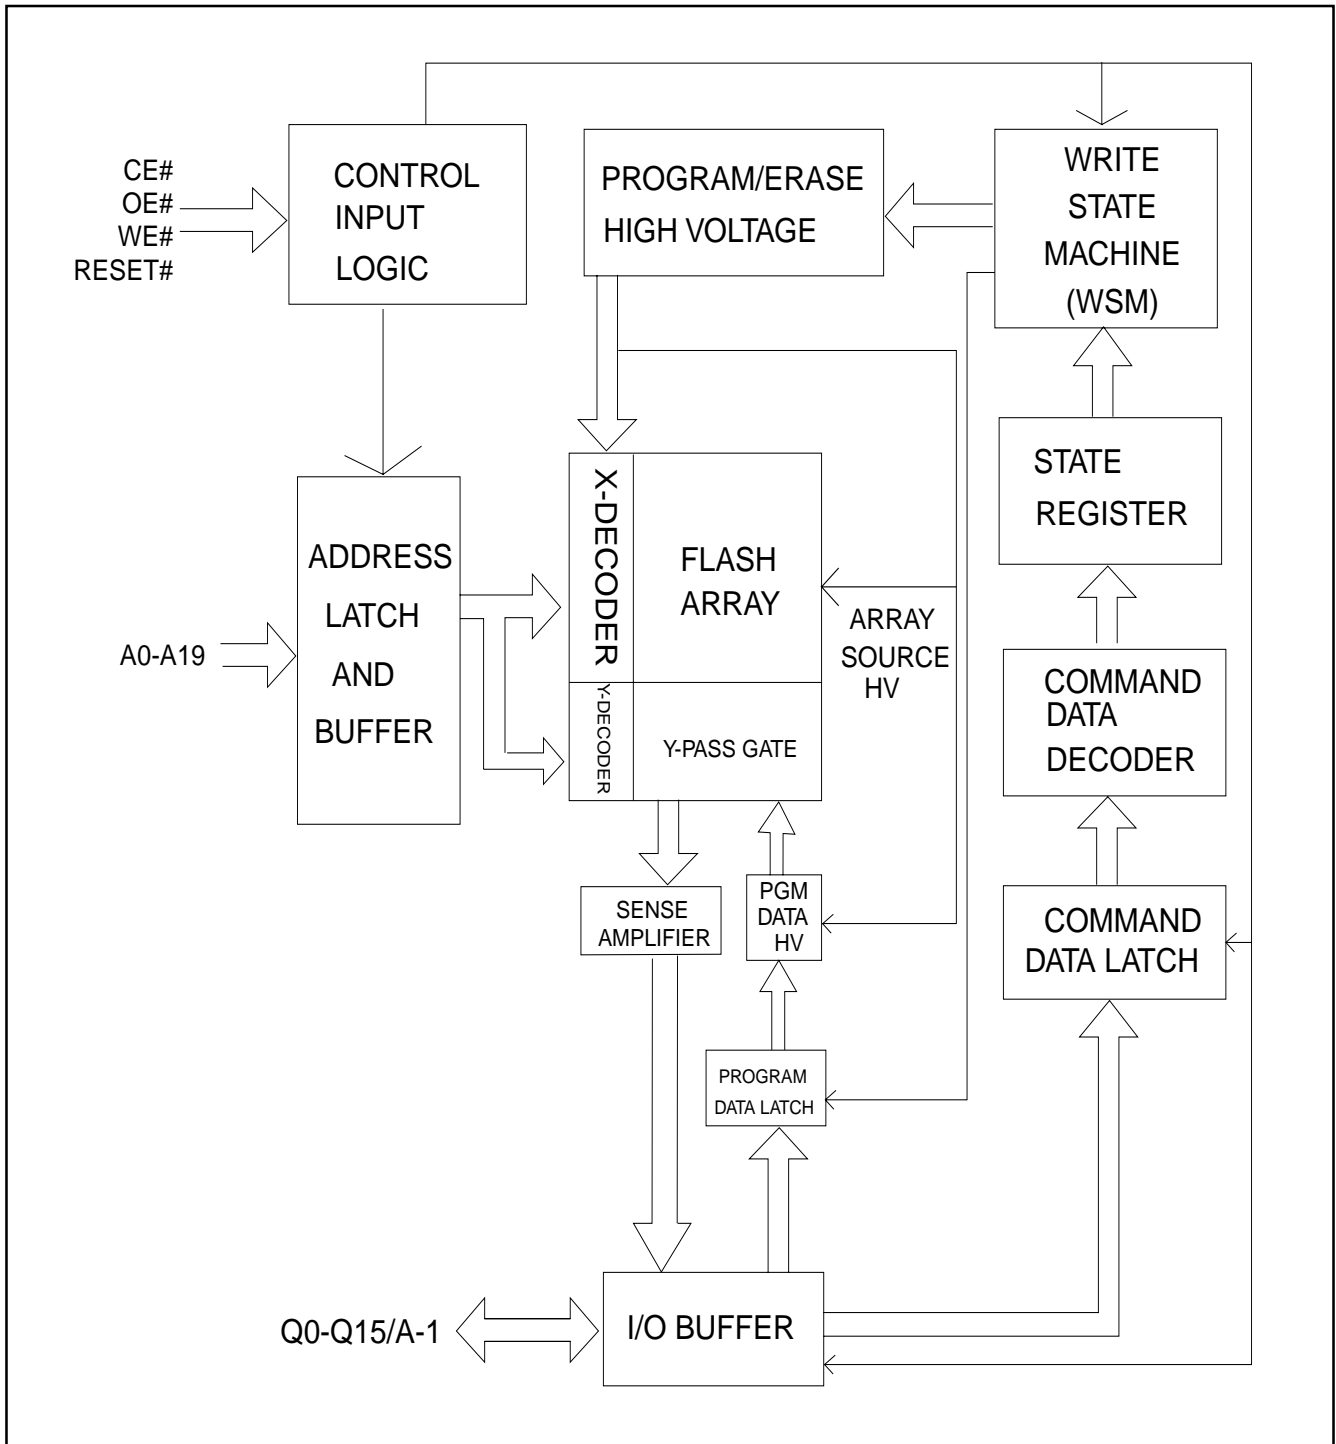 CE#
OE#
WE#
RESET#
CONTROL
INPUT
LOGIC
PROGRAM/ERASE
HIGH VOLTAGE
WRITE
STATE
MACHINE
(WSM)
STATE
REGISTER
ADDRESS
LATCH
AND
BUFFER
A0-A19
X-DECODER
FLASH
ARRAY
ARRAY
SOURCE
HV
Y-DECODER
Y-PASS GATE
COMMAND
DATA
DECODER
SENSE
AMPLIFIER
PGM
DATA
HV
COMMAND
DATA LATCH
PROGRAM
DATA LATCH
Q0-Q15/A-1
I/O BUFFER